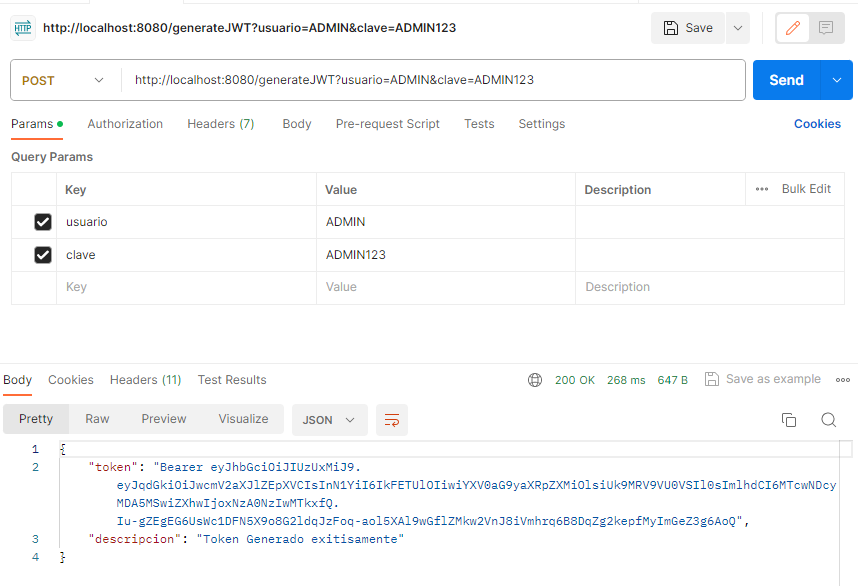 HTTP http://localhost:8080/generateJWT?usuario=ADMIN&clave=ADMIN123 Save
POST http://localhost:8080/generateJWT?usuario=ADMIN&clave=ADMIN123 Send
Params Authorization Headers (7) Body Pre-request Script Tests Settings Cookies
Query Params
Key Value Description ••• Bulk Edit
usuario ADMIN
clave ADMIN123
Key Value Description
Body Cookies Headers (11) Test Results 200 OK 268 ms 647 B Save as example •••
Pretty Raw Preview Visualize JSON
1 {
2 "token": "Bearer eyJhbGciOiJIUzUxMiJ9.
eyJqdGkiOiJwcmV2aXJlZEpXVCIsInN1YiI6IkFETUlOIiwiYXV0aG9yaXRpZXMiOlsiUk9MRV9VU0VSIl0sImlhdCI6MTcwNDcy
MDA5MSwiZXhwIjoxNzA0NzIwMTkxfQ.
Iu-gZEgEG6UsWc1DFN5X9o8G2ldqJzFoq-aol5XAl9wGflZMkw2VnJ8iVmhrq6B8DqZg2kepfMyImGeZ3g6AoQ",
3 "descripcion": "Token Generado exitisamente"
4 }